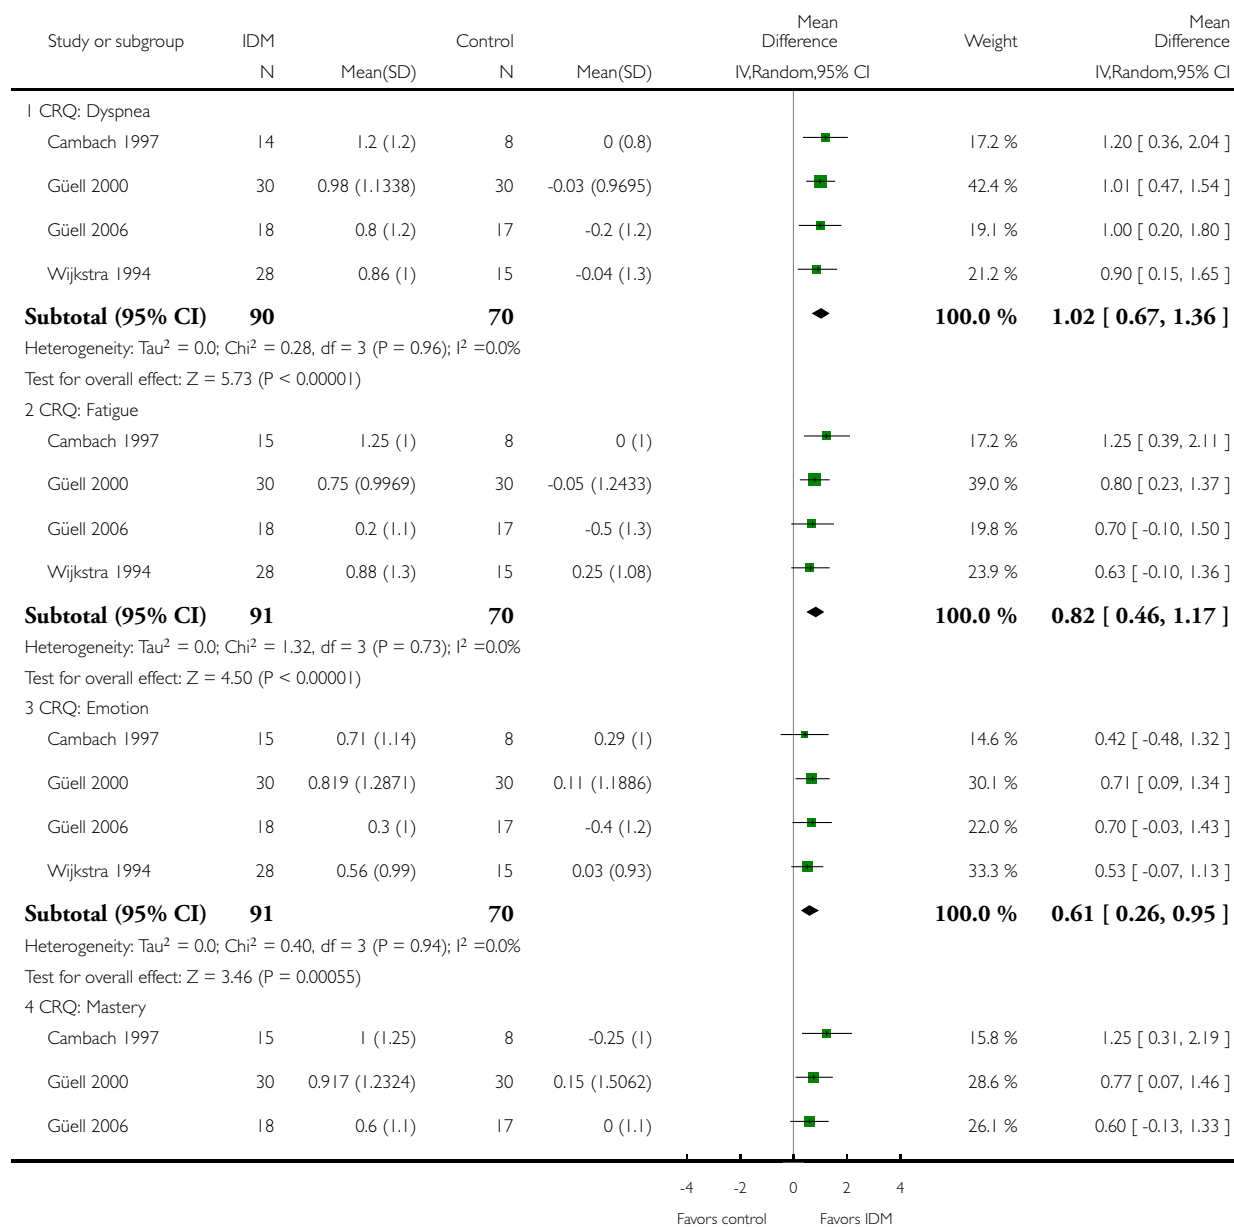 Mean Mean
Study or subgroup IDM Control Difference Weight Difference
N Mean(SD) N Mean(SD) IV,Random,95% CI IV,Random,95% CI
1 CRQ: Dyspnea
Cambach 1997 14 1.2 (1.2) 8 0 (0.8) 17.2 % 1.20 [ 0.36, 2.04 ]
Güell 2000 30 0.98 (1.1338) 30 -0.03 (0.9695) 42.4 % 1.01 [ 0.47, 1.54 ]
Güell 2006 18 0.8 (1.2) 17 -0.2 (1.2) 19.1 % 1.00 [ 0.20, 1.80 ]
Wijkstra 1994 28 0.86 (1) 15 -0.04 (1.3) 21.2 % 0.90 [ 0.15, 1.65 ]
Subtotal (95% CI) 90 70 100.0 % 1.02 [ 0.67, 1.36 ]
Heterogeneity: Tau² = 0.0; Chi² = 0.28, df = 3 (P = 0.96); I² =0.0%
Test for overall effect: Z = 5.73 (P < 0.00001)
2 CRQ: Fatigue
Cambach 1997 15 1.25 (1) 8 0 (1) 17.2 % 1.25 [ 0.39, 2.11 ]
Güell 2000 30 0.75 (0.9969) 30 -0.05 (1.2433) 39.0 % 0.80 [ 0.23, 1.37 ]
Güell 2006 18 0.2 (1.1) 17 -0.5 (1.3) 19.8 % 0.70 [ -0.10, 1.50 ]
Wijkstra 1994 28 0.88 (1.3) 15 0.25 (1.08) 23.9 % 0.63 [ -0.10, 1.36 ]
Subtotal (95% CI) 91 70 100.0 % 0.82 [ 0.46, 1.17 ]
Heterogeneity: Tau² = 0.0; Chi² = 1.32, df = 3 (P = 0.73); I² =0.0%
Test for overall effect: Z = 4.50 (P < 0.00001)
3 CRQ: Emotion
Cambach 1997 15 0.71 (1.14) 8 0.29 (1) 14.6 % 0.42 [ -0.48, 1.32 ]
Güell 2000 30 0.819 (1.2871) 30 0.11 (1.1886) 30.1 % 0.71 [ 0.09, 1.34 ]
Güell 2006 18 0.3 (1) 17 -0.4 (1.2) 22.0 % 0.70 [ -0.03, 1.43 ]
Wijkstra 1994 28 0.56 (0.99) 15 0.03 (0.93) 33.3 % 0.53 [ -0.07, 1.13 ]
Subtotal (95% CI) 91 70 100.0 % 0.61 [ 0.26, 0.95 ]
Heterogeneity: Tau² = 0.0; Chi² = 0.40, df = 3 (P = 0.94); I² =0.0%
Test for overall effect: Z = 3.46 (P = 0.00055)
4 CRQ: Mastery
Cambach 1997 15 1 (1.25) 8 -0.25 (1) 15.8 % 1.25 [ 0.31, 2.19 ]
Güell 2000 30 0.917 (1.2324) 30 0.15 (1.5062) 28.6 % 0.77 [ 0.07, 1.46 ]
Güell 2006 18 0.6 (1.1) 17 0 (1.1) 26.1 % 0.60 [ -0.13, 1.33 ]
-4 -2 0 2 4
Favors control Favors IDM